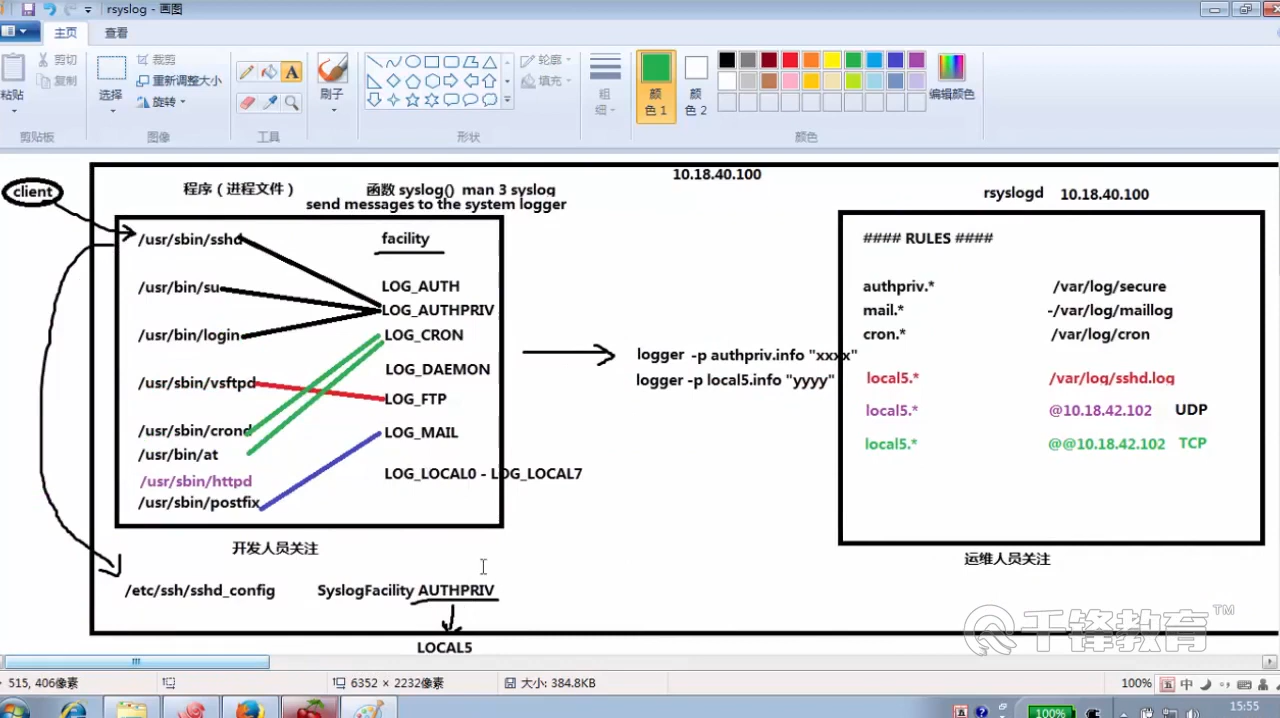 rsyslog - 画图
主页
查看
粘贴
剪切
复制
剪贴板
选择
裁剪
重新调整大小
旋转
图像
A
工具
刷子
形状
轮廓
填充
粗细
颜色 1
颜色 2
编辑颜色
颜色
client
10.18.40.100
程序（进程文件）
函数 syslog() man 3 syslog
send messages to the system logger
rsyslogd 10.18.40.100
/usr/sbin/sshd
facility
#### RULES ####
/usr/bin/su
LOG_AUTH
authpriv.* /var/log/secure
LOG_AUTHPRIV
mail.* -/var/log/maillog
/usr/bin/login
LOG_CRON
cron.* /var/log/cron
logger -p authpriv.info "xxxx"
LOG_DAEMON
logger -p local5.info "yyyy"
local5.* /var/log/sshd.log
/usr/sbin/vsftpd
LOG_FTP
local5.* @10.18.42.102 UDP
/usr/sbin/crond
LOG_MAIL
local5.* @@10.18.42.102 TCP
/usr/bin/at
LOG_LOCAL0 - LOG_LOCAL7
/usr/sbin/httpd
/usr/sbin/postfix
开发人员关注
运维人员关注
/etc/ssh/sshd_config SyslogFacility AUTHPRIV
LOCAL5
千锋教育 TM
515, 406像素
6352 × 2232像素
大小: 384.8KB
100%
五 中
五
100%
15:55